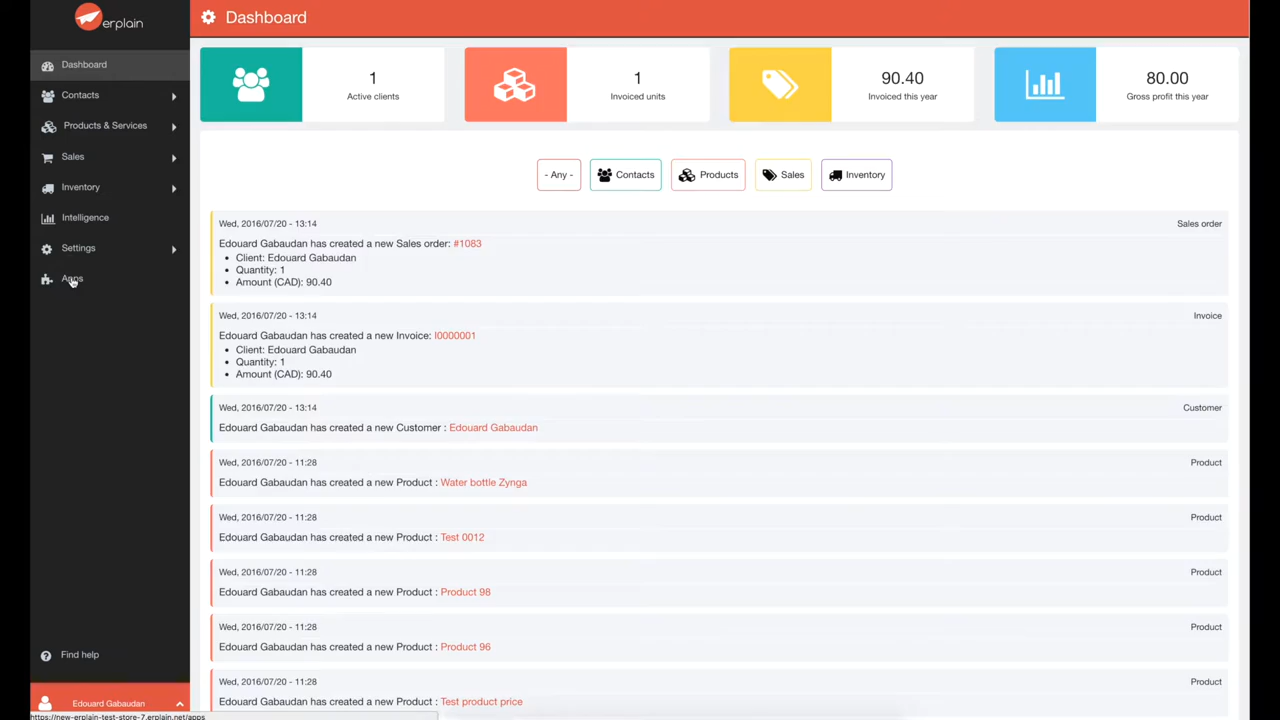 erplain
Dashboard
Dashboard
Contacts
Products & Services
Sales
Inventory
Intelligence
Settings
Apps
Find help
Edouard Gabaudan
https://new-erplain-test-store-7.erplain.net/apps
1
Active clients
1
Invoiced units
90.40
Invoiced this year
80.00
Gross profit this year
- Any -
Contacts
Products
Sales
Inventory
Wed, 2016/07/20 - 13:14 Sales order
Edouard Gabaudan has created a new Sales order: #1083
• Client: Edouard Gabaudan
• Quantity: 1
• Amount (CAD): 90.40
Wed, 2016/07/20 - 13:14 Invoice
Edouard Gabaudan has created a new Invoice: I0000001
• Client: Edouard Gabaudan
• Quantity: 1
• Amount (CAD): 90.40
Wed, 2016/07/20 - 13:14 Customer
Edouard Gabaudan has created a new Customer : Edouard Gabaudan
Wed, 2016/07/20 - 11:28 Product
Edouard Gabaudan has created a new Product : Water bottle Zynga
Wed, 2016/07/20 - 11:28 Product
Edouard Gabaudan has created a new Product : Test 0012
Wed, 2016/07/20 - 11:28 Product
Edouard Gabaudan has created a new Product : Product 98
Wed, 2016/07/20 - 11:28 Product
Edouard Gabaudan has created a new Product : Product 96
Wed, 2016/07/20 - 11:28 Product
Edouard Gabaudan has created a new Product : Test product price